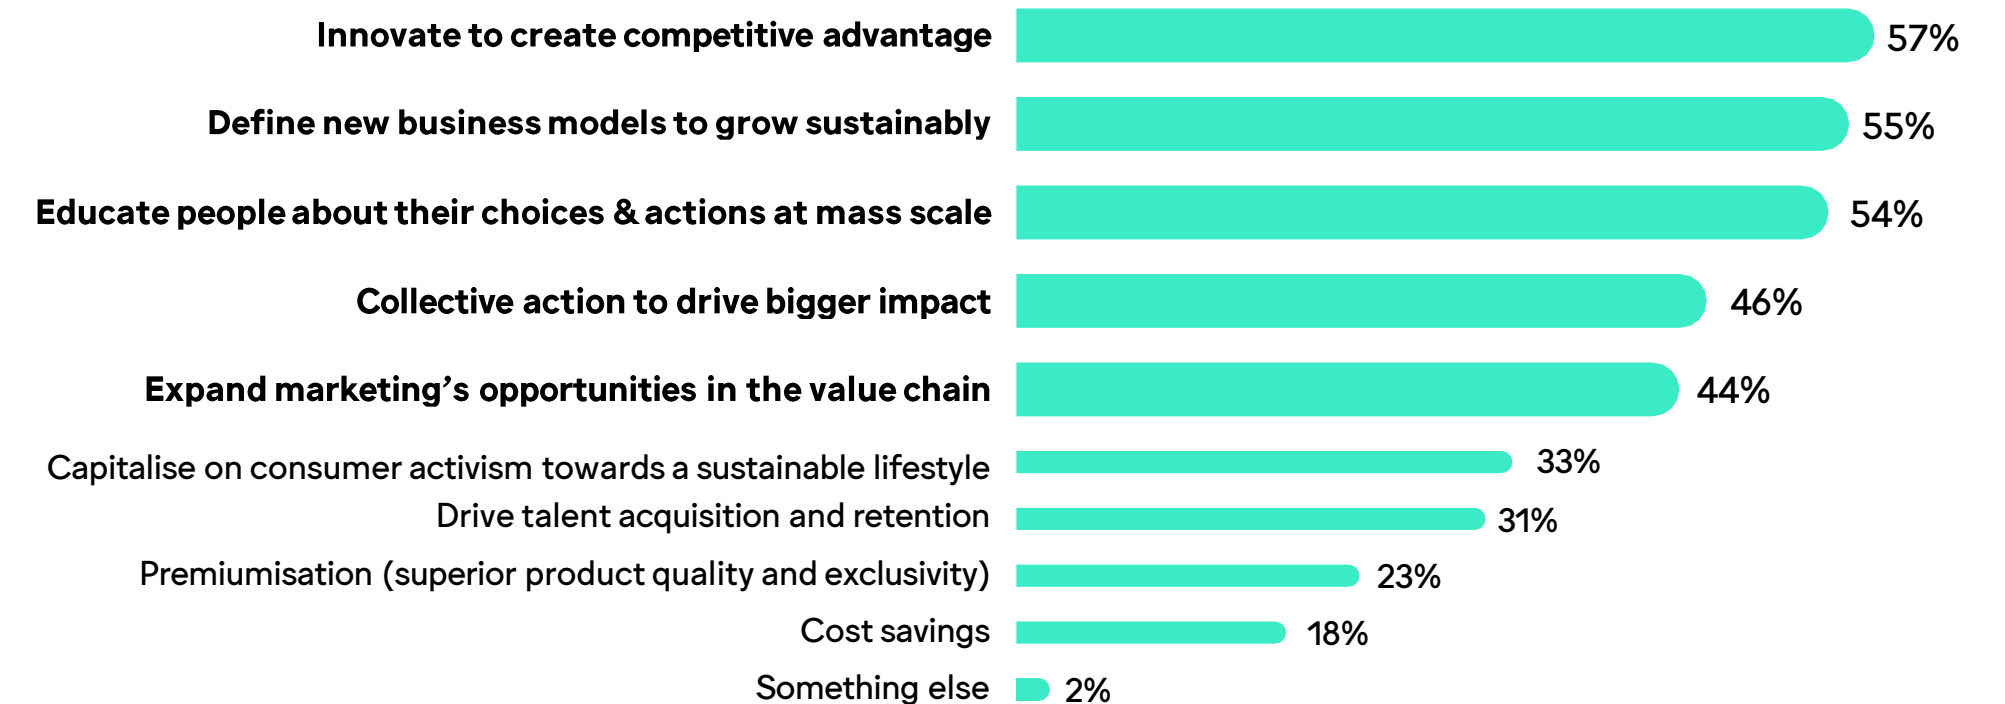 Innovate to create competitive advantage 57%
Define new business models to grow sustainably 55%
Educate people about their choices & actions at mass scale 54%
Collective action to drive bigger impact 46%
Expand marketing’s opportunities in the value chain 44%
Capitalise on consumer activism towards a sustainable lifestyle 33%
Drive talent acquisition and retention 31%
Premiumisation (superior product quality and exclusivity) 23%
Cost savings 18%
Something else 2%